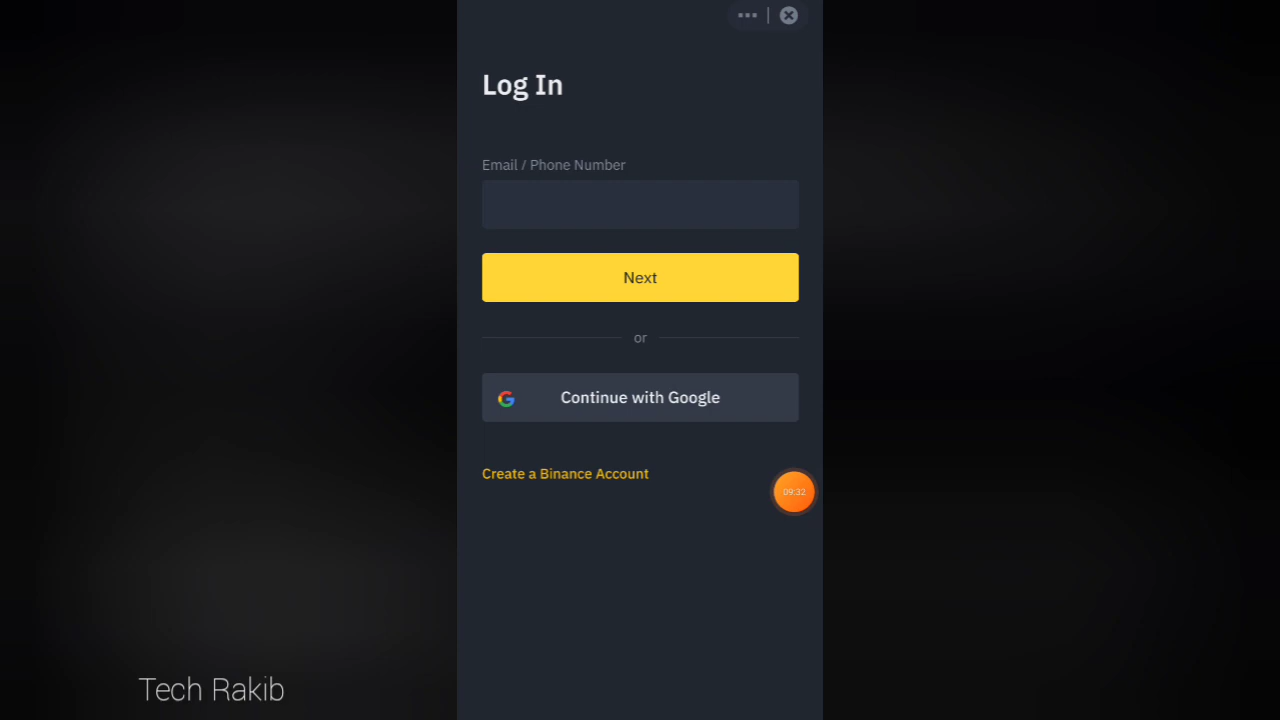 Log In
Email / Phone Number
Next
or
Continue with Google
Create a Binance Account
09:32
Tech Rakib